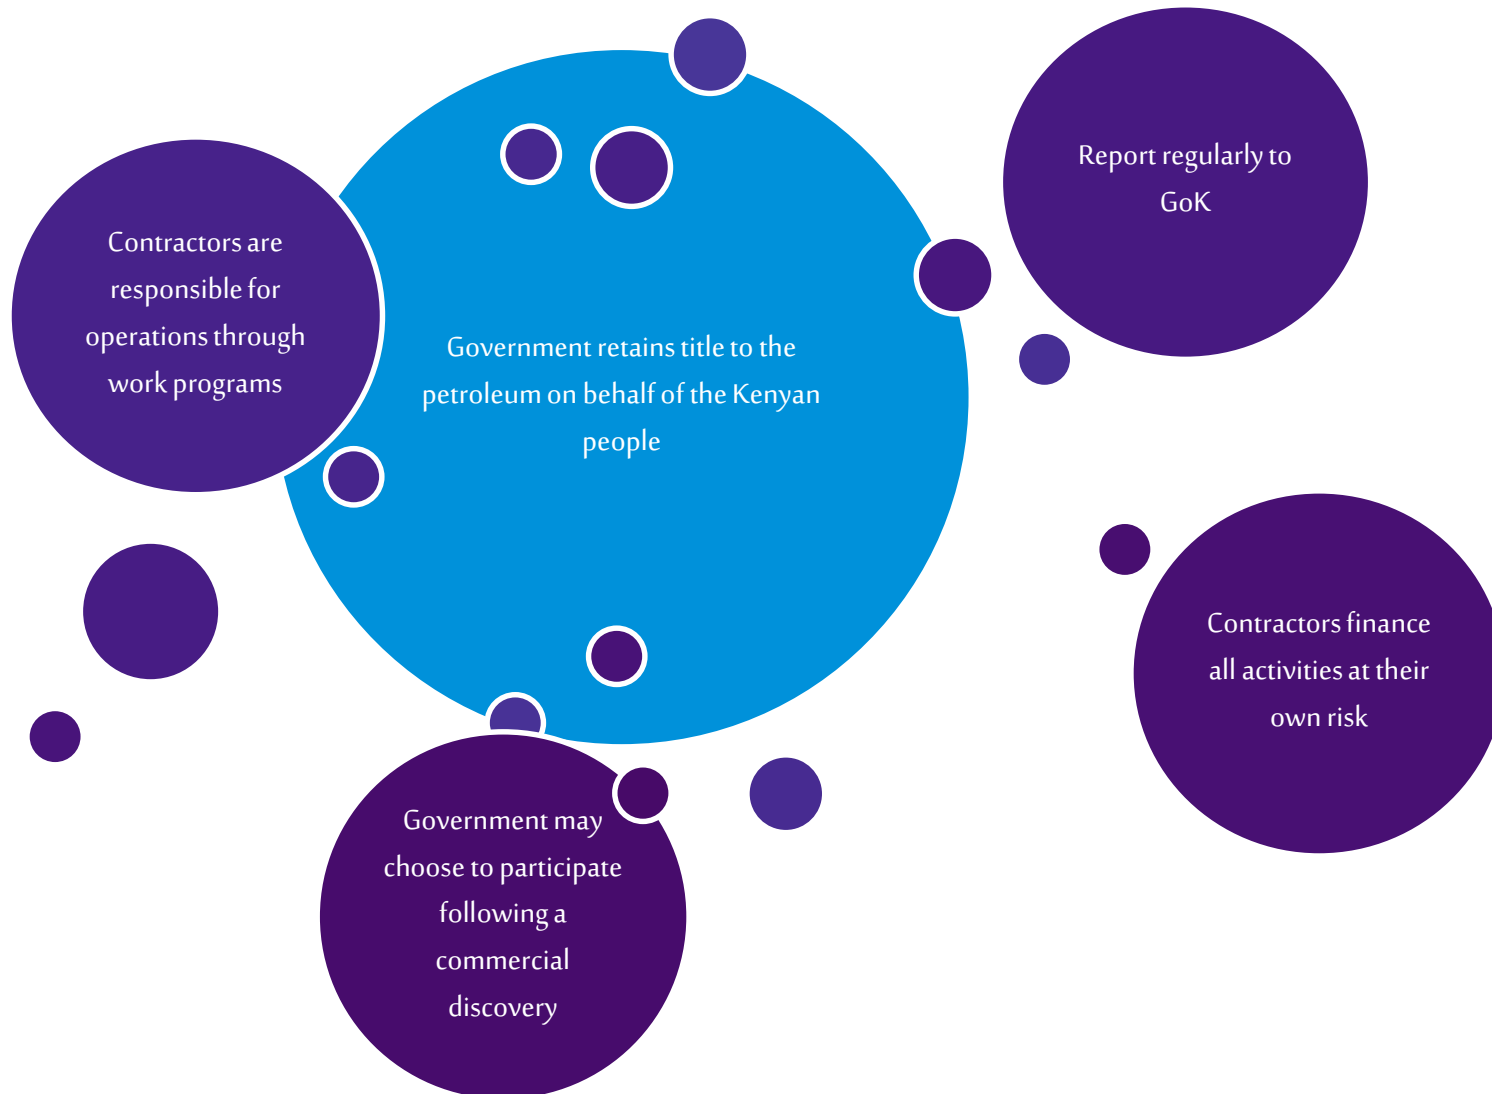 Contractors are
responsible for
operations through
work programs
Government retains title to the
petroleum on behalf of the Kenyan
people
Report regularly to
GoK
Contractors finance
all activities at their
own risk
Government may
choose to participate
following a
commercial
discovery